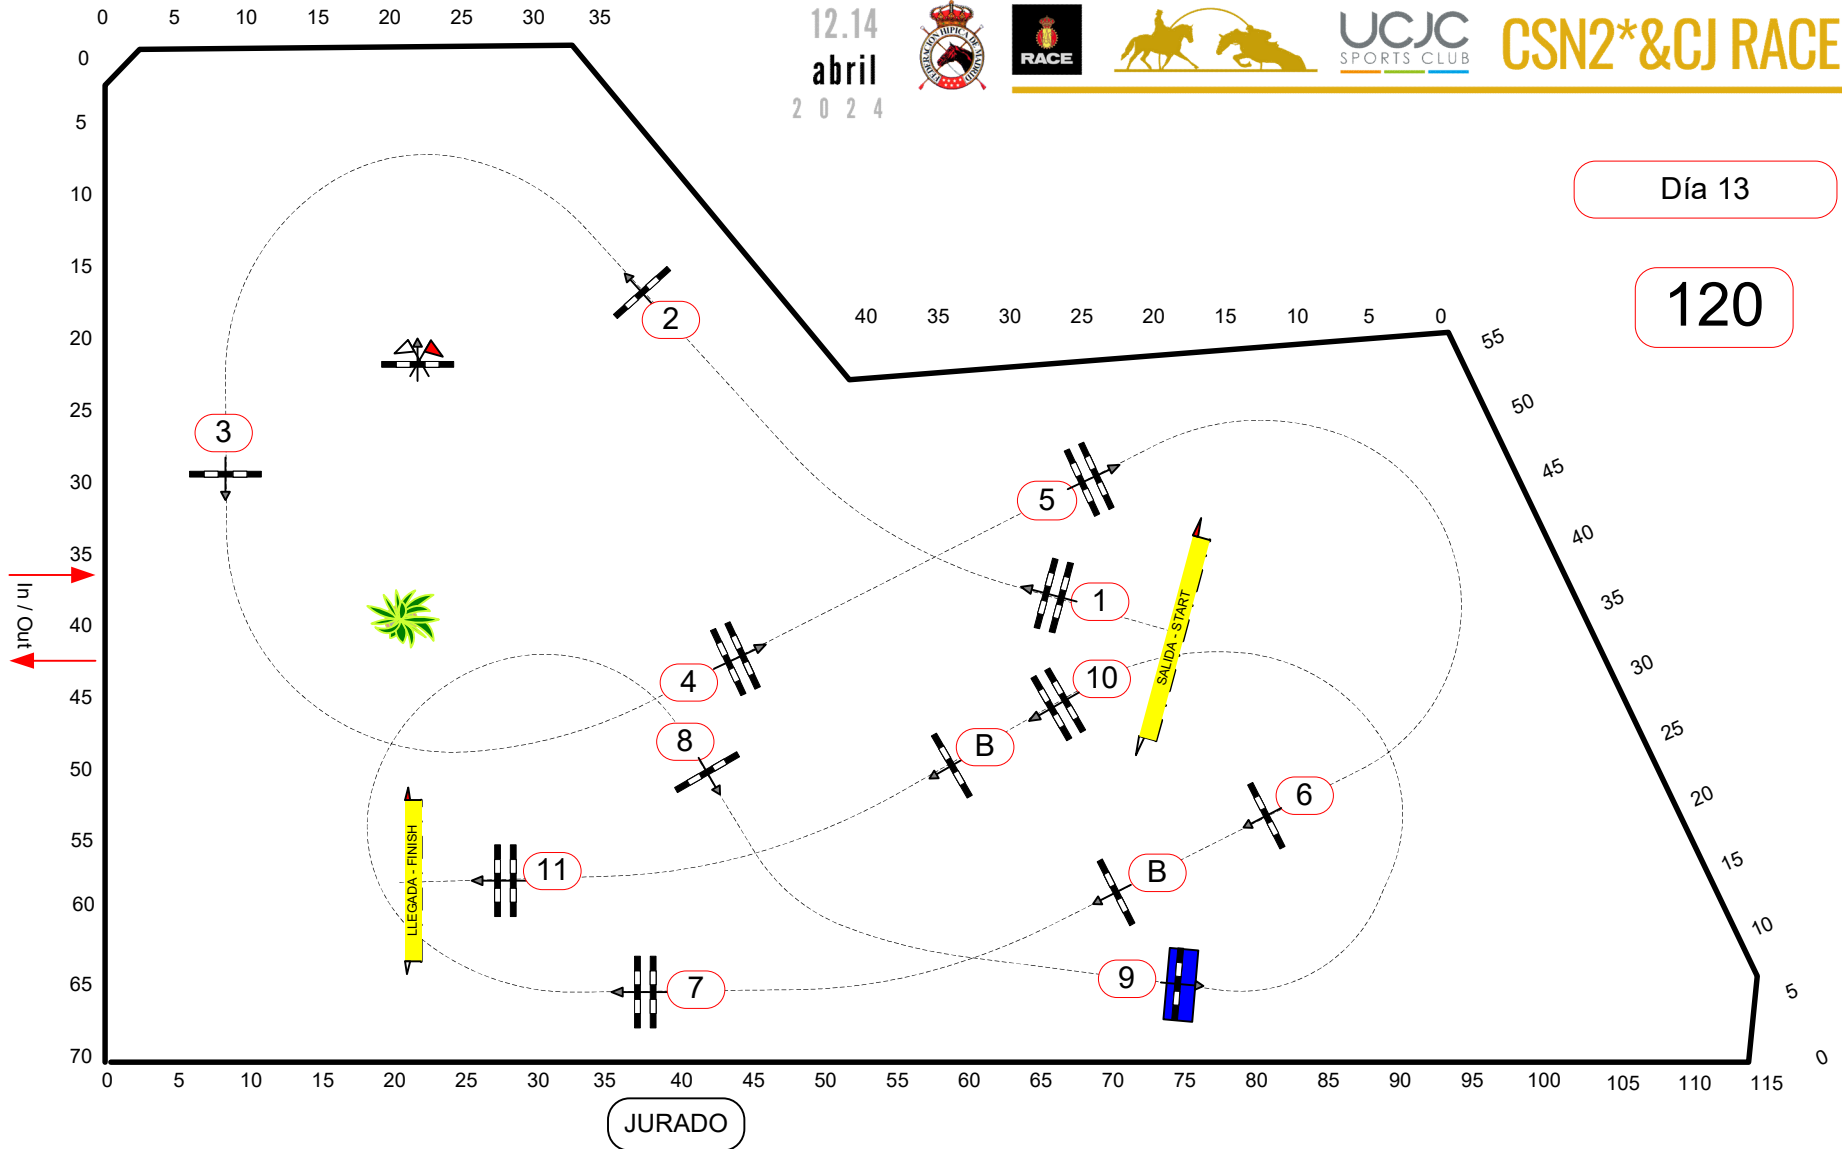 12.14
abril
2024
FEDERACIÓN HÍPICA DE MADRID
RACE
UCJC
SPORTS CLUB
CSN2*&CJ RACE
Día 13
120
0 5 10 15 20 25 30 35
0
5
10
15
20
25
30
35
40
45
50
55
60
65
70
40 35 30 25 20 15 10 5 0
55
50
45
40
35
30
25
20
15
10
5
0
In / Out
2
3
5
1
4
10
8
B
6
B
11
9
7
SALIDA - START
LLEGADA - FINISH
0 5 10 15 20 25 30 35 40 45 50 55 60 65 70 75 80 85 90 95 100 105 110 115
JURADO